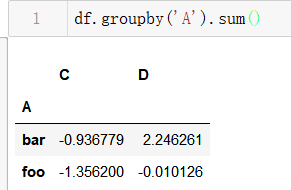 1 df.groupby('A').sum()
C D
A
bar -0.936779 2.246261
foo -1.356200 -0.010126